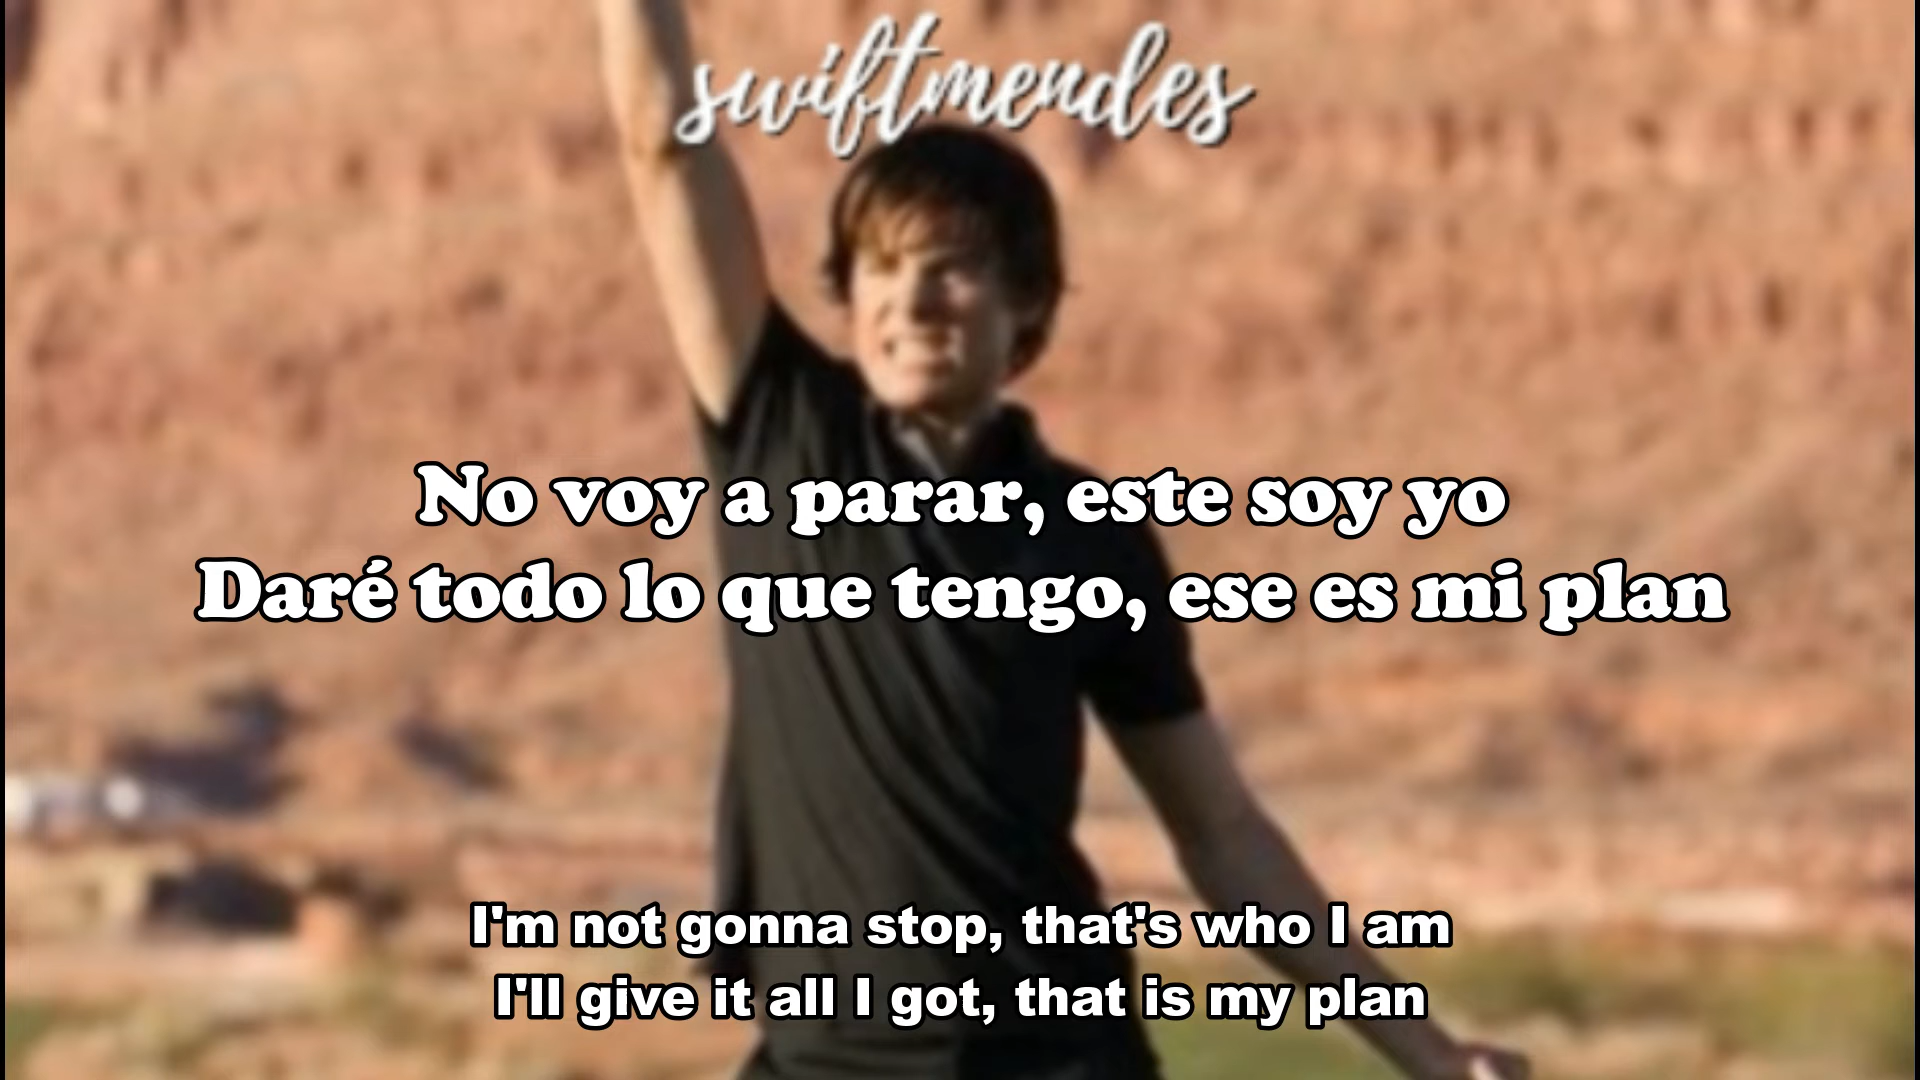 swiftmendes
No voy a parar, este soy yo
Daré todo lo que tengo, ese es mi plan
I'm not gonna stop, that's who I am
I'll give it all I got, that is my plan